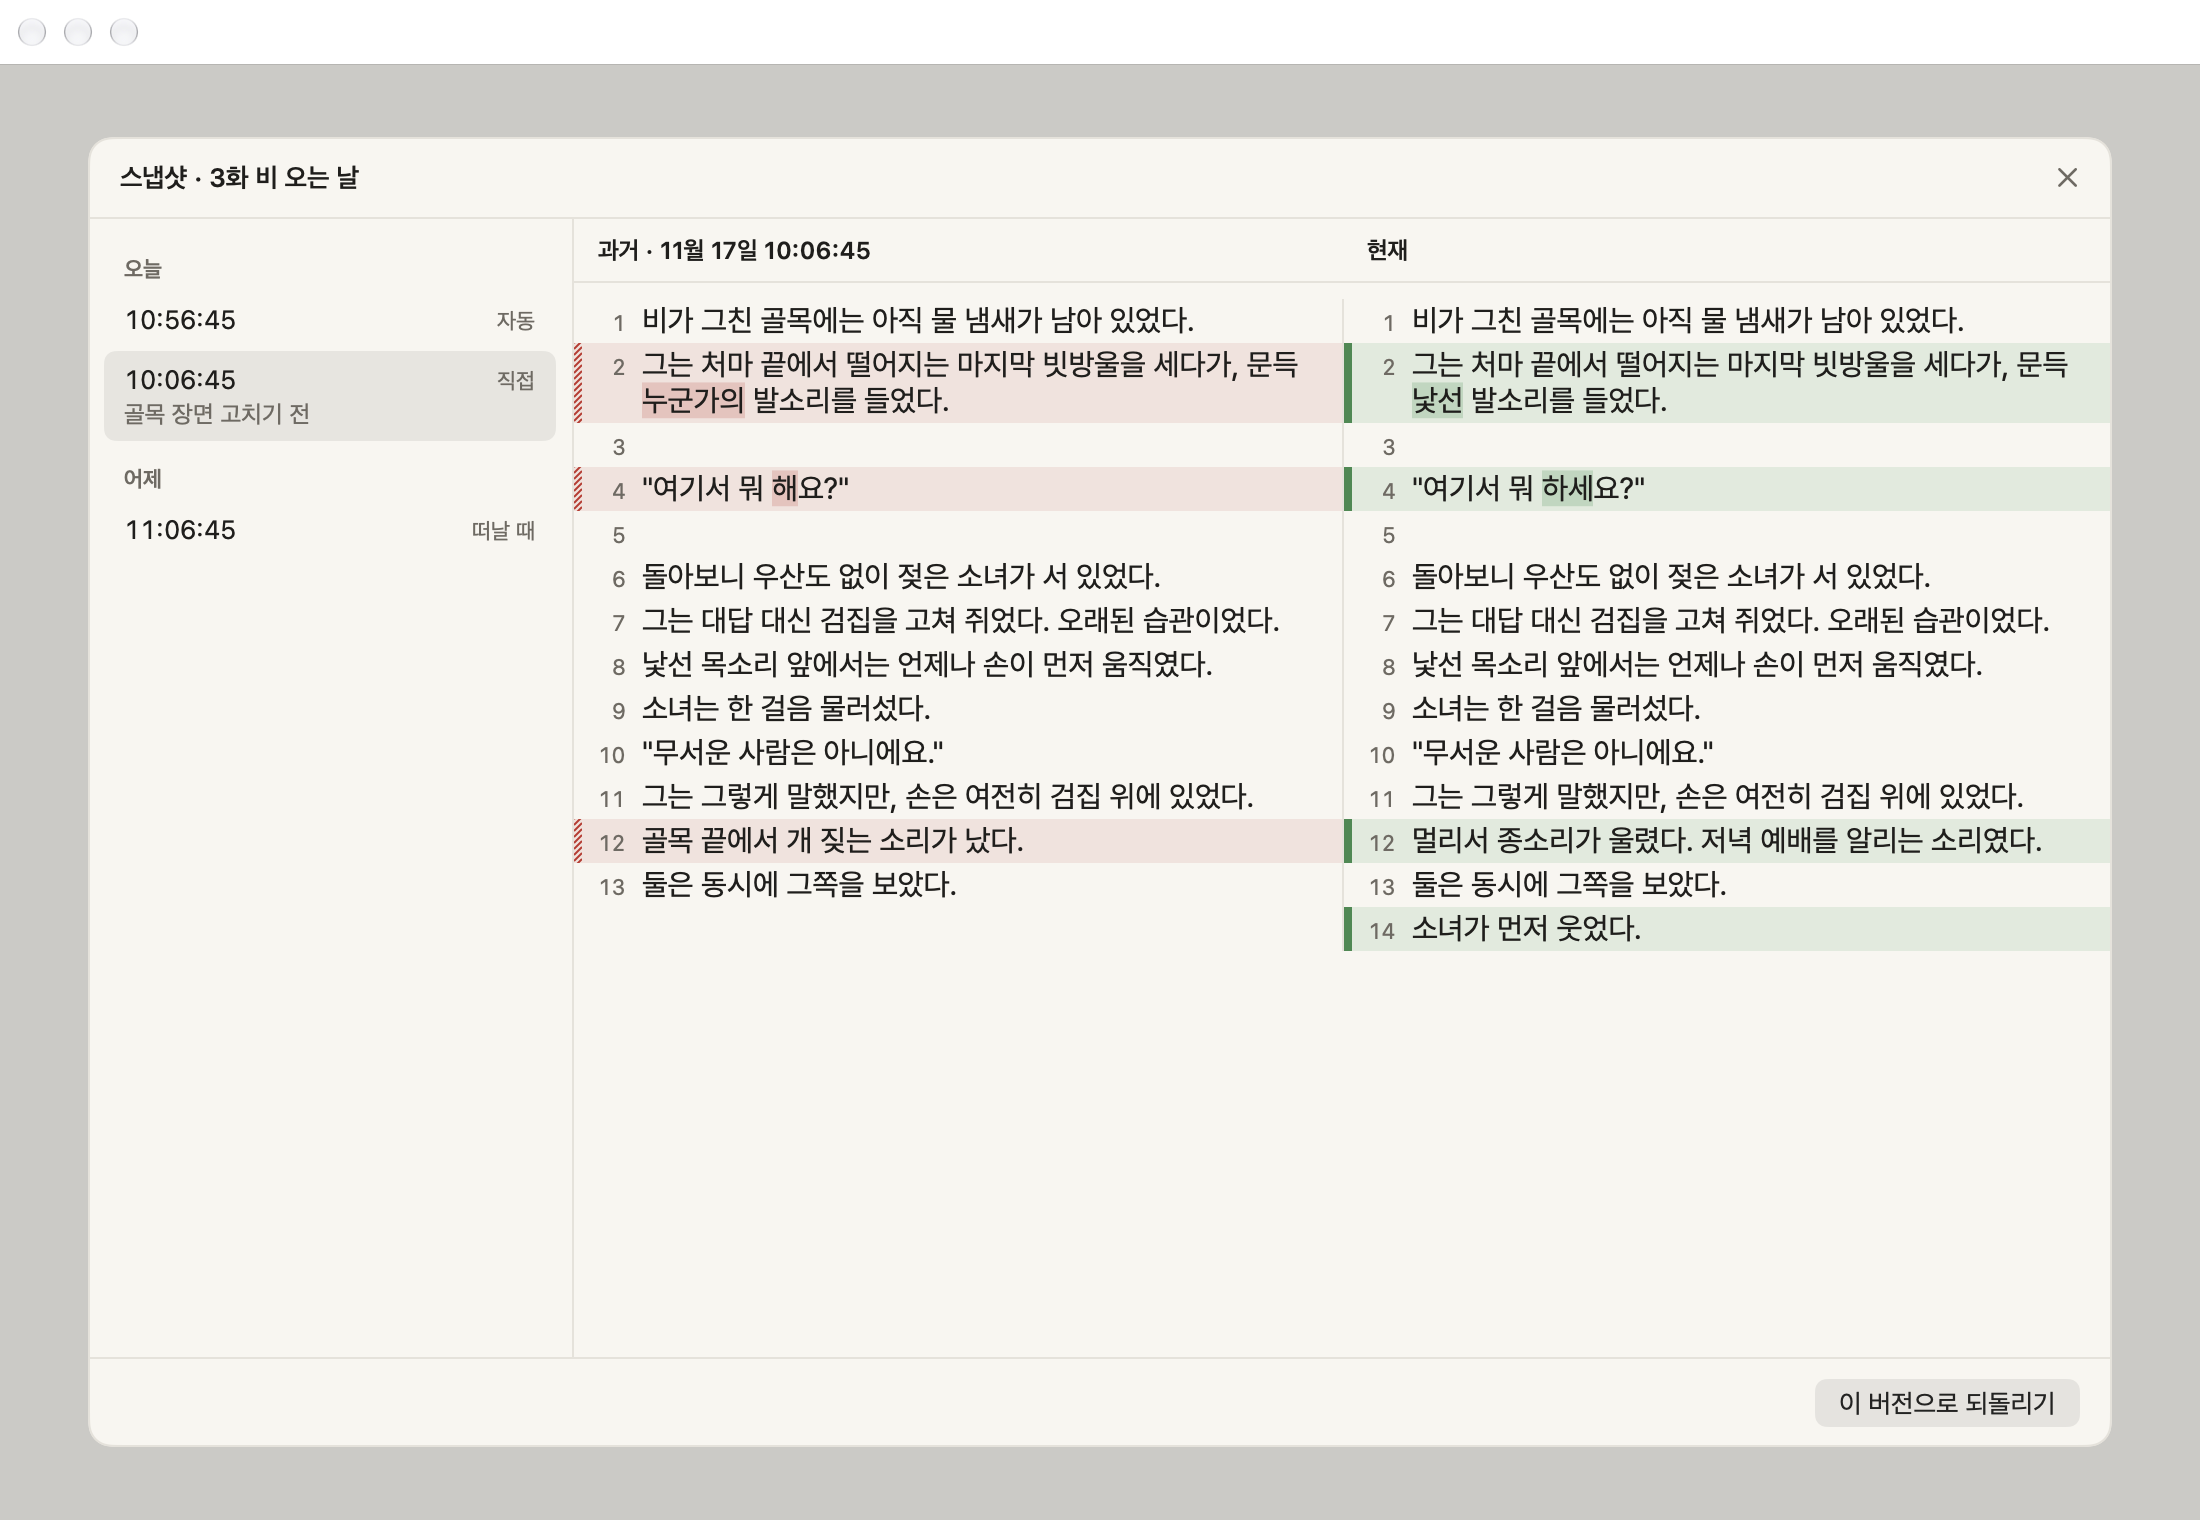 스냅샷 · 3화 비 오는 날
오늘
10:56:45 자동
10:06:45 직접
골목 장면 고치기 전
어제
11:06:45 떠날 때
과거 · 11월 17일 10:06:45
1 비가 그친 골목에는 아직 물 냄새가 남아 있었다.
2 그는 처마 끝에서 떨어지는 마지막 빗방울을 세다가, 문득
누군가의 발소리를 들었다.
3
4 "여기서 뭐 해요?"
5
6 돌아보니 우산도 없이 젖은 소녀가 서 있었다.
7 그는 대답 대신 검집을 고쳐 쥐었다. 오래된 습관이었다.
8 낯선 목소리 앞에서는 언제나 손이 먼저 움직였다.
9 소녀는 한 걸음 물러섰다.
10 "무서운 사람은 아니에요."
11 그는 그렇게 말했지만, 손은 여전히 검집 위에 있었다.
12 골목 끝에서 개 짖는 소리가 났다.
13 둘은 동시에 그쪽을 보았다.
현재
1 비가 그친 골목에는 아직 물 냄새가 남아 있었다.
2 그는 처마 끝에서 떨어지는 마지막 빗방울을 세다가, 문득
낯선 발소리를 들었다.
3
4 "여기서 뭐 하세요?"
5
6 돌아보니 우산도 없이 젖은 소녀가 서 있었다.
7 그는 대답 대신 검집을 고쳐 쥐었다. 오래된 습관이었다.
8 낯선 목소리 앞에서는 언제나 손이 먼저 움직였다.
9 소녀는 한 걸음 물러섰다.
10 "무서운 사람은 아니에요."
11 그는 그렇게 말했지만, 손은 여전히 검집 위에 있었다.
12 멀리서 종소리가 울렸다. 저녁 예배를 알리는 소리였다.
13 둘은 동시에 그쪽을 보았다.
14 소녀가 먼저 웃었다.
이 버전으로 되돌리기